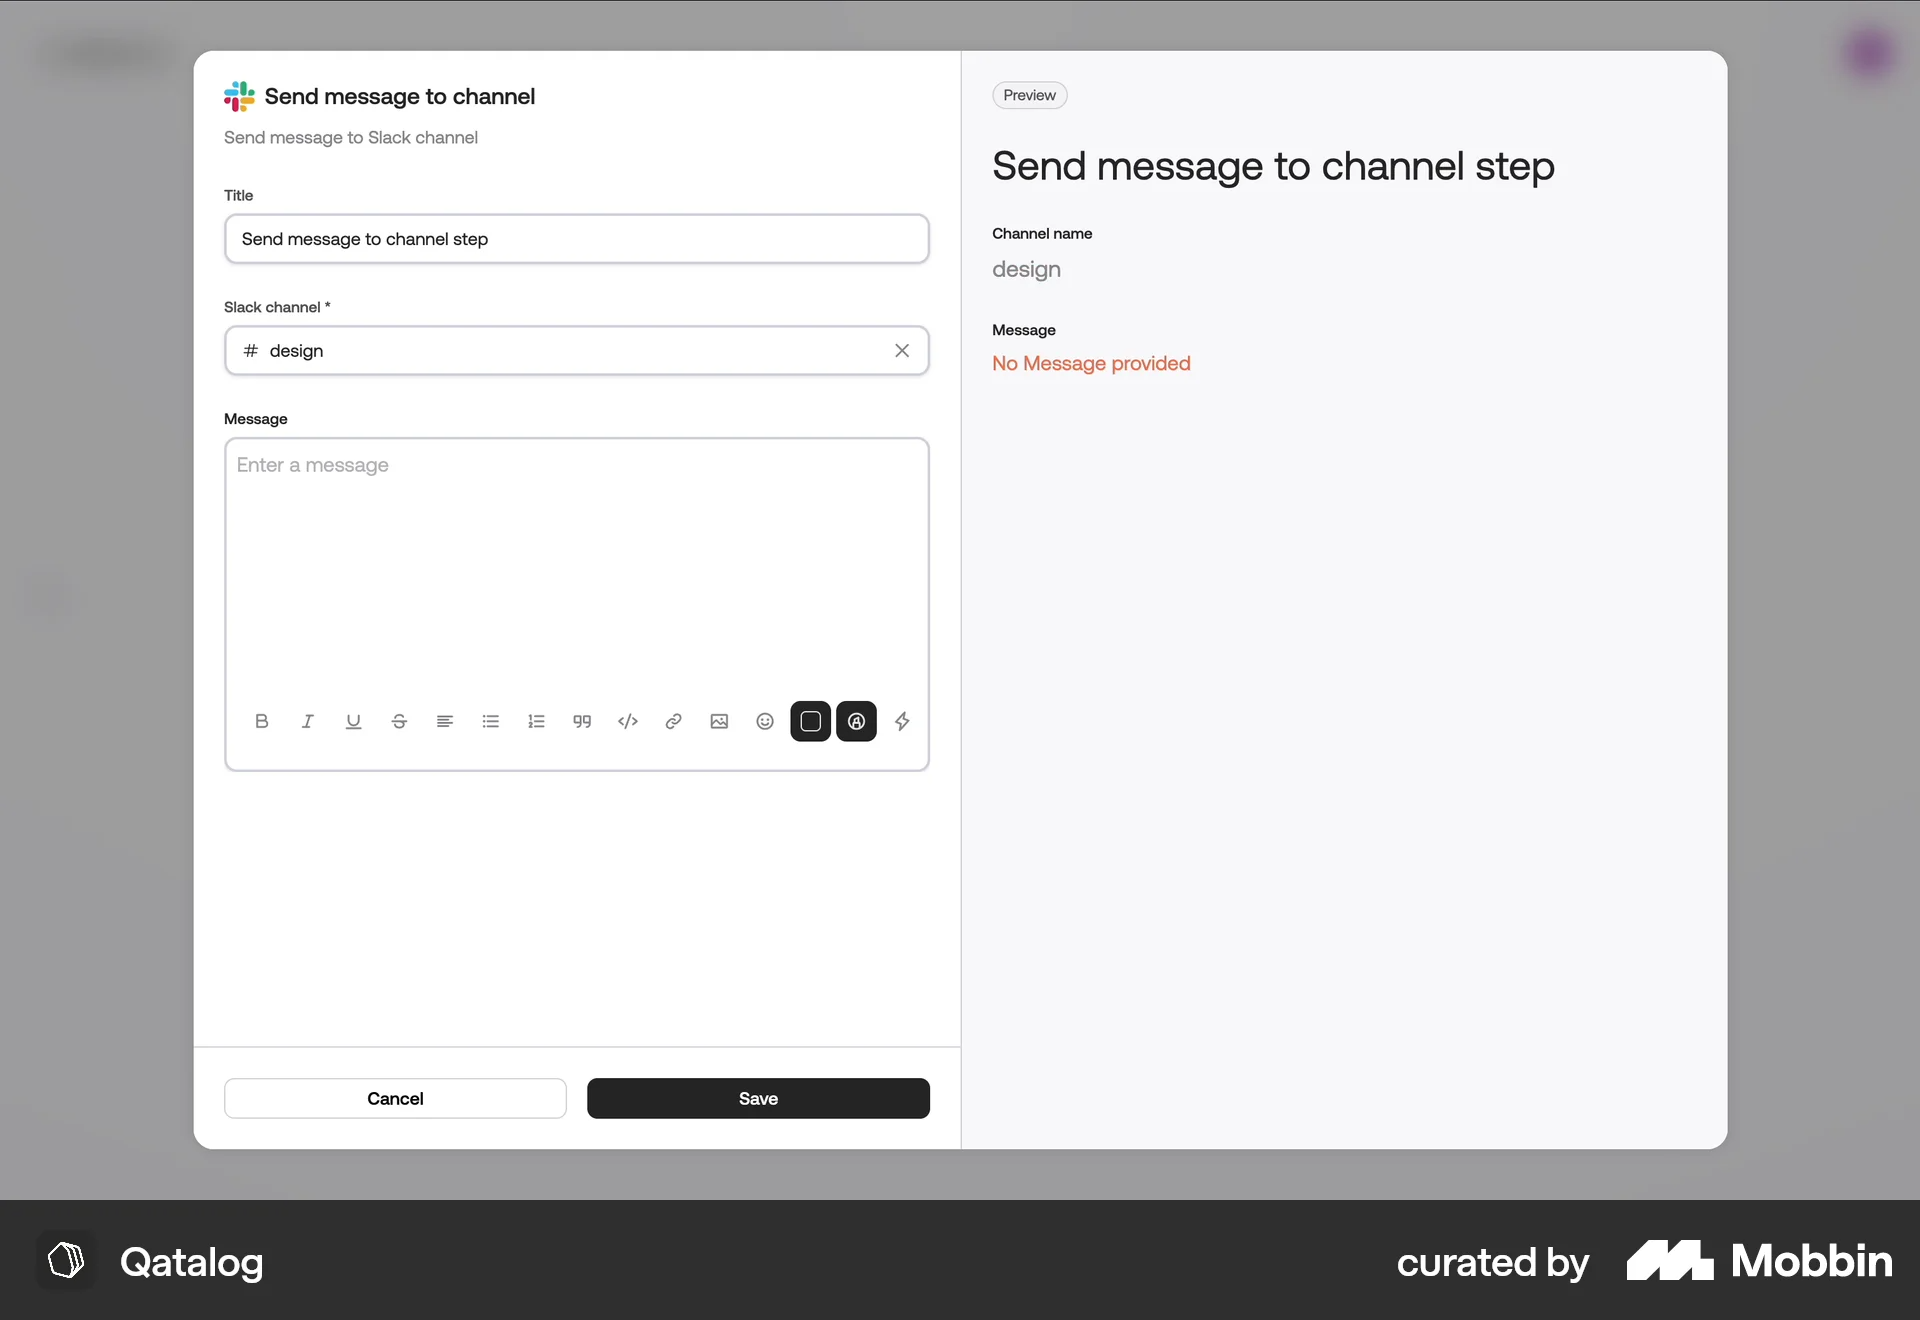 Send message to channel
Send message to Slack channel
Title
Send message to channel step
Slack channel *
# design
Message
Enter a message
Cancel
Save
Preview
Send message to channel step
Channel name
design
Message
No Message provided
Qatalog
curated by Mobbin